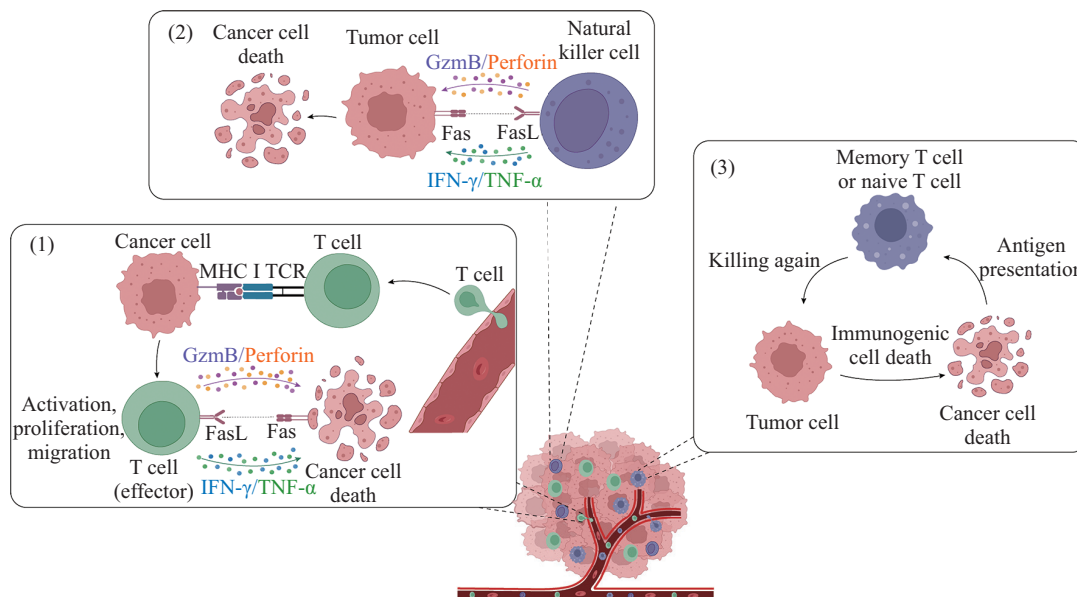 (2)
Cancer cell
death
Tumor cell
Natural
killer cell
GzmB/Perforin
Fas
FasL
IFN-γ/TNF-α
(1)
Cancer cell
MHC I TCR
T cell
T cell
GzmB/Perforin
Activation,
proliferation,
migration
FasL
Fas
T cell
(effector)
IFN-γ/TNF-α
Cancer cell
death
(3)
Memory T cell
or naive T cell
Killing again
Antigen
presentation
Immunogenic
cell death
Tumor cell
Cancer cell
death